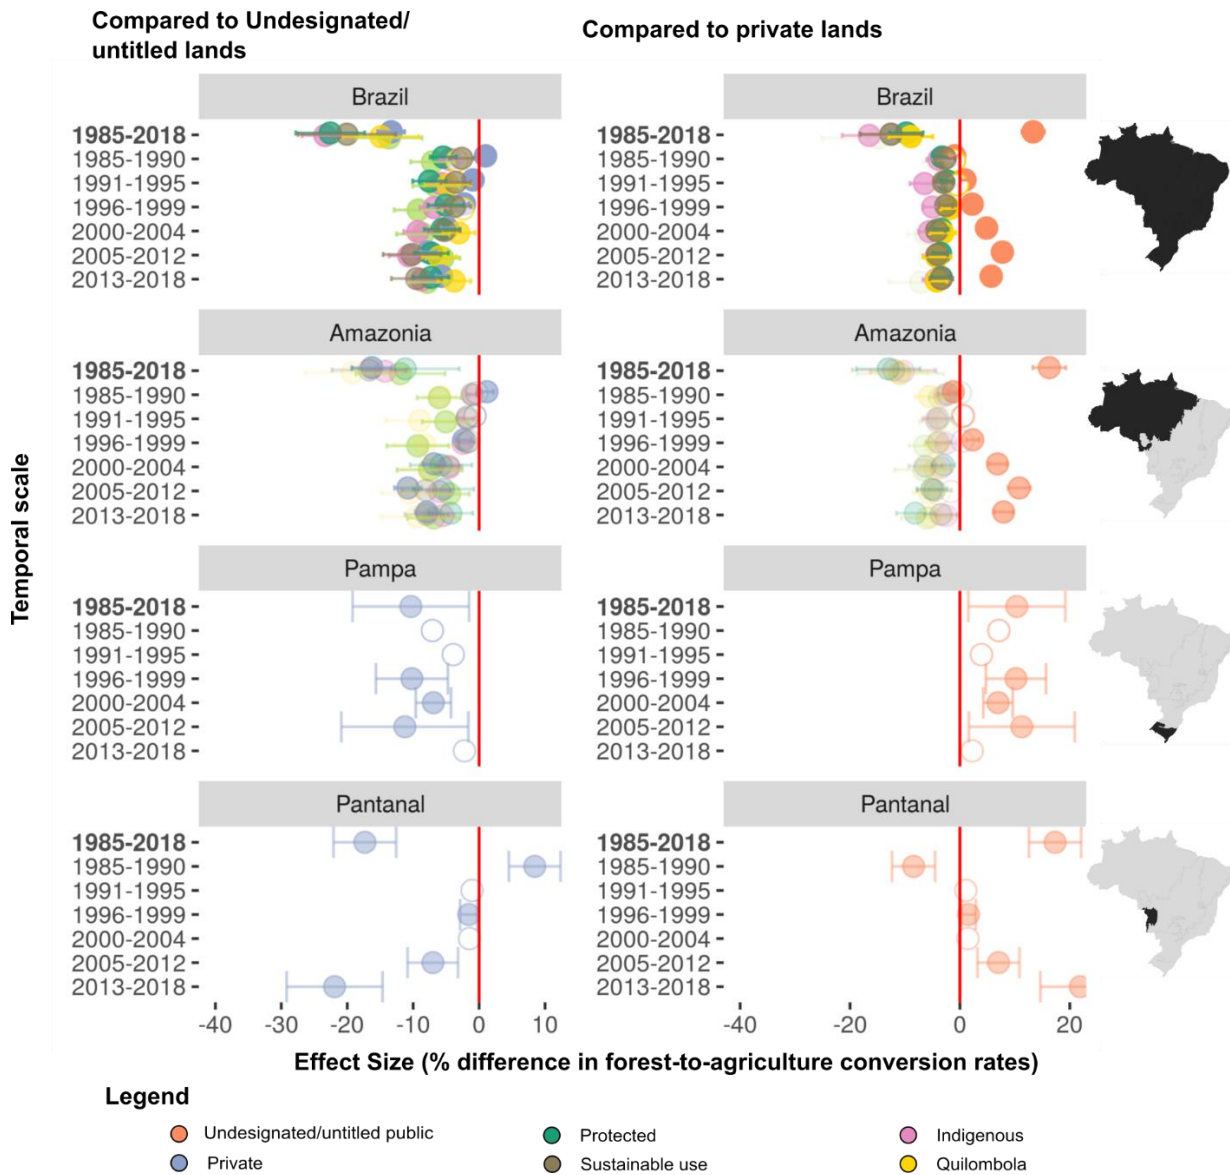 Compared to Undesignated/
untitled lands
Compared to private lands
Brazil
Brazil
1985-2018
1985-1990
1991-1995
1996-1999
2000-2004
2005-2012
2013-2018
1985-2018
1985-1990
1991-1995
1996-1999
2000-2004
2005-2012
2013-2018
Amazonia
Amazonia
1985-2018
1985-1990
1991-1995
1996-1999
2000-2004
2005-2012
2013-2018
1985-2018
1985-1990
1991-1995
1996-1999
2000-2004
2005-2012
2013-2018
Temporal scale
Pampa
Pampa
1985-2018
1985-1990
1991-1995
1996-1999
2000-2004
2005-2012
2013-2018
1985-2018
1985-1990
1991-1995
1996-1999
2000-2004
2005-2012
2013-2018
Pantanal
Pantanal
1985-2018
1985-1990
1991-1995
1996-1999
2000-2004
2005-2012
2013-2018
1985-2018
1985-1990
1991-1995
1996-1999
2000-2004
2005-2012
2013-2018
-40 -30 -20 -10 0 10
-40 -20 0 20
Effect Size (% difference in forest-to-agriculture conversion rates)
Legend
Undesignated/untitled public
Protected
Indigenous
Private
Sustainable use
Quilombola